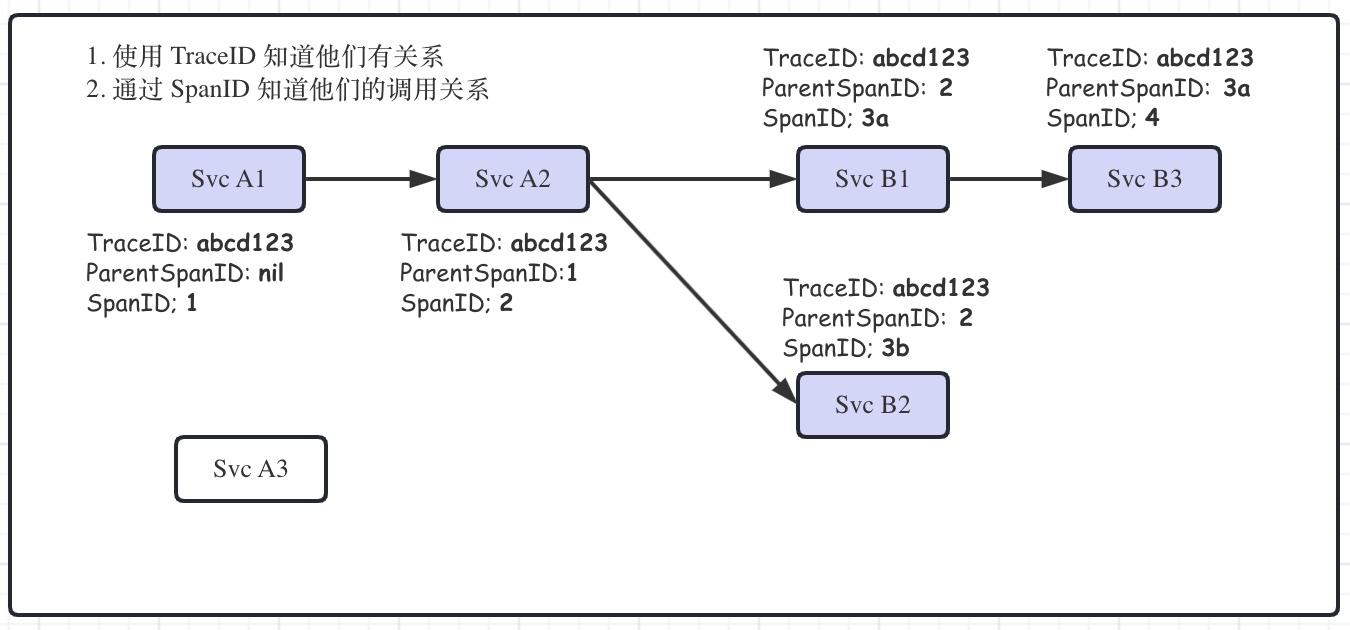 1. 使用 TraceID 知道他们有关系
2. 通过 SpanID 知道他们的调用关系
TraceID: abcd123
ParentSpanID: 2
SpanID; 3a
TraceID: abcd123
ParentSpanID: 3a
SpanID; 4
Svc A1
Svc A2
Svc B1
Svc B3
TraceID: abcd123
ParentSpanID: nil
SpanID; 1
TraceID: abcd123
ParentSpanID:1
SpanID; 2
TraceID: abcd123
ParentSpanID: 2
SpanID; 3b
Svc B2
Svc A3